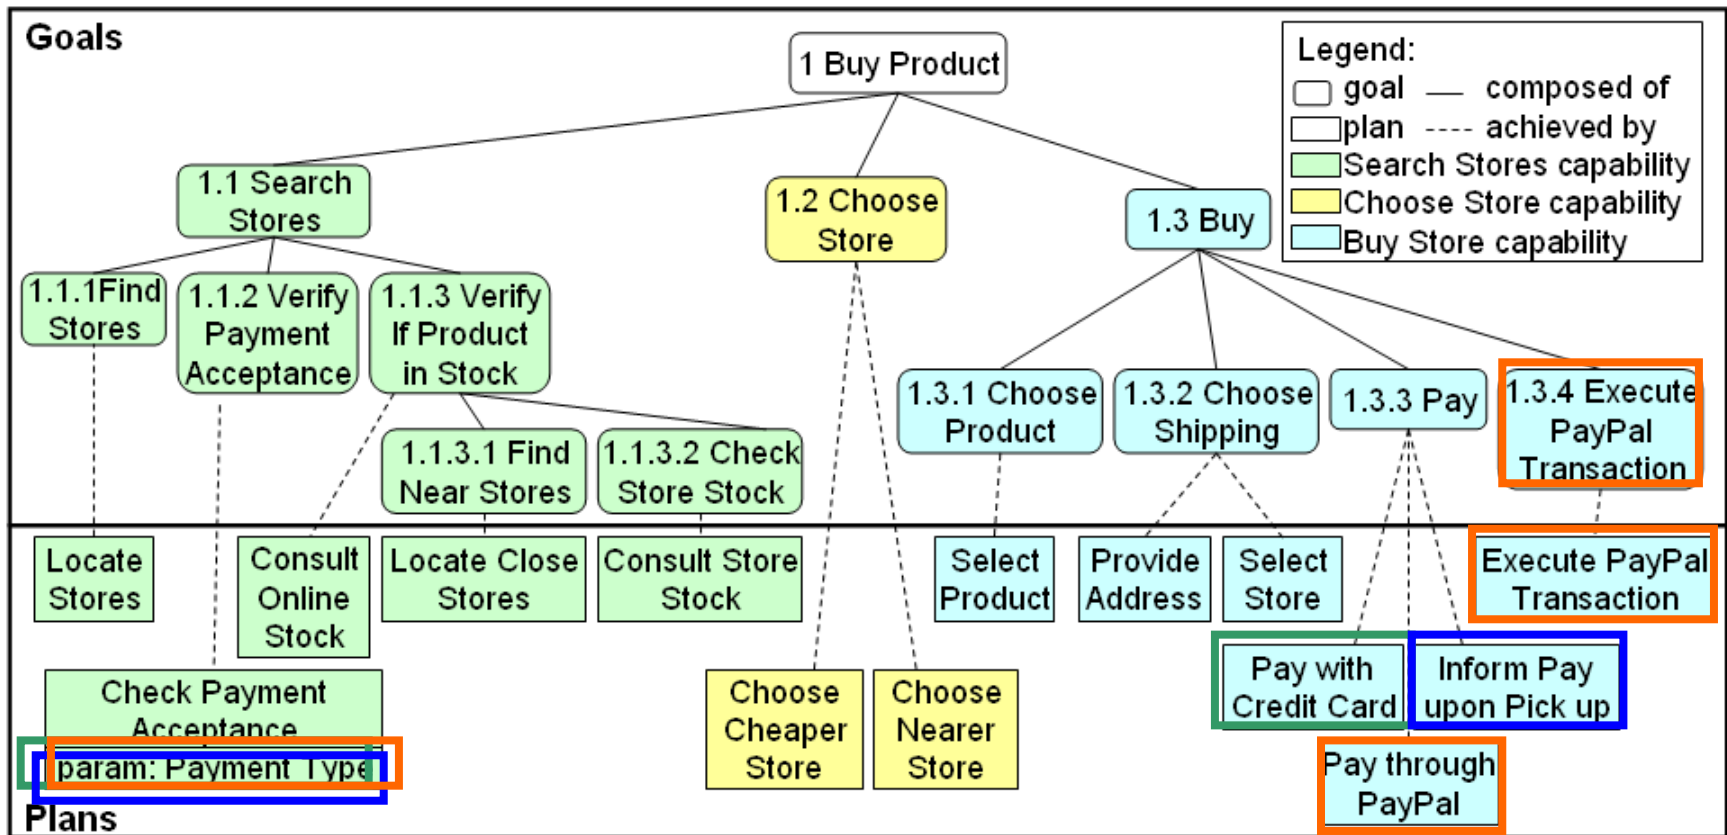 Goals
1 Buy Product
Legend:
goal composed of
plan achieved by
Search Stores capability
Choose Store capability
Buy Store capability
1.1 Search
Stores
1.2 Choose
Store
1.3 Buy
1.1.1Find
Stores
1.1.2 Verify
Payment
Acceptance
1.1.3 Verify
If Product
in Stock
1.3.1 Choose
Product
1.3.2 Choose
Shipping
1.3.3 Pay
1.3.4 Execute
PayPal
Transaction
1.1.3.1 Find
Near Stores
1.1.3.2 Check
Store Stock
Locate
Stores
Consult
Online
Stock
Locate Close
Stores
Consult Store
Stock
Select
Product
Provide
Address
Select
Store
Execute PayPal
Transaction
Check Payment
Acceptance
param: Payment Type
Choose
Cheaper
Store
Choose
Nearer
Store
Pay with
Credit Card
Inform Pay
upon Pick up
Pay through
PayPal
Plans